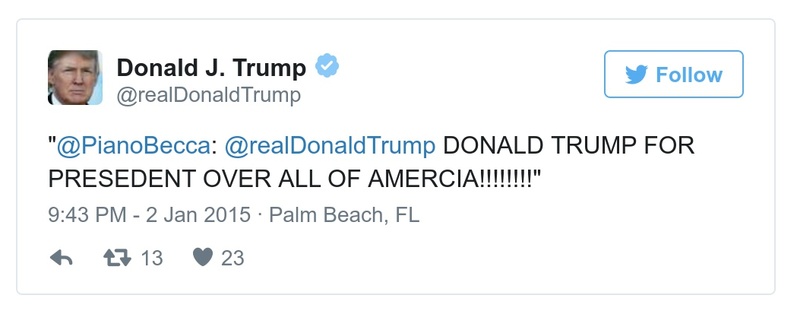 Donald J. Trump
@realDonaldTrump
Follow
"@PianoBecca: @realDonaldTrump DONALD TRUMP FOR
PRESEDENT OVER ALL OF AMERCIA!!!!!!!!"
9:43 PM - 2 Jan 2015 · Palm Beach, FL
13 23